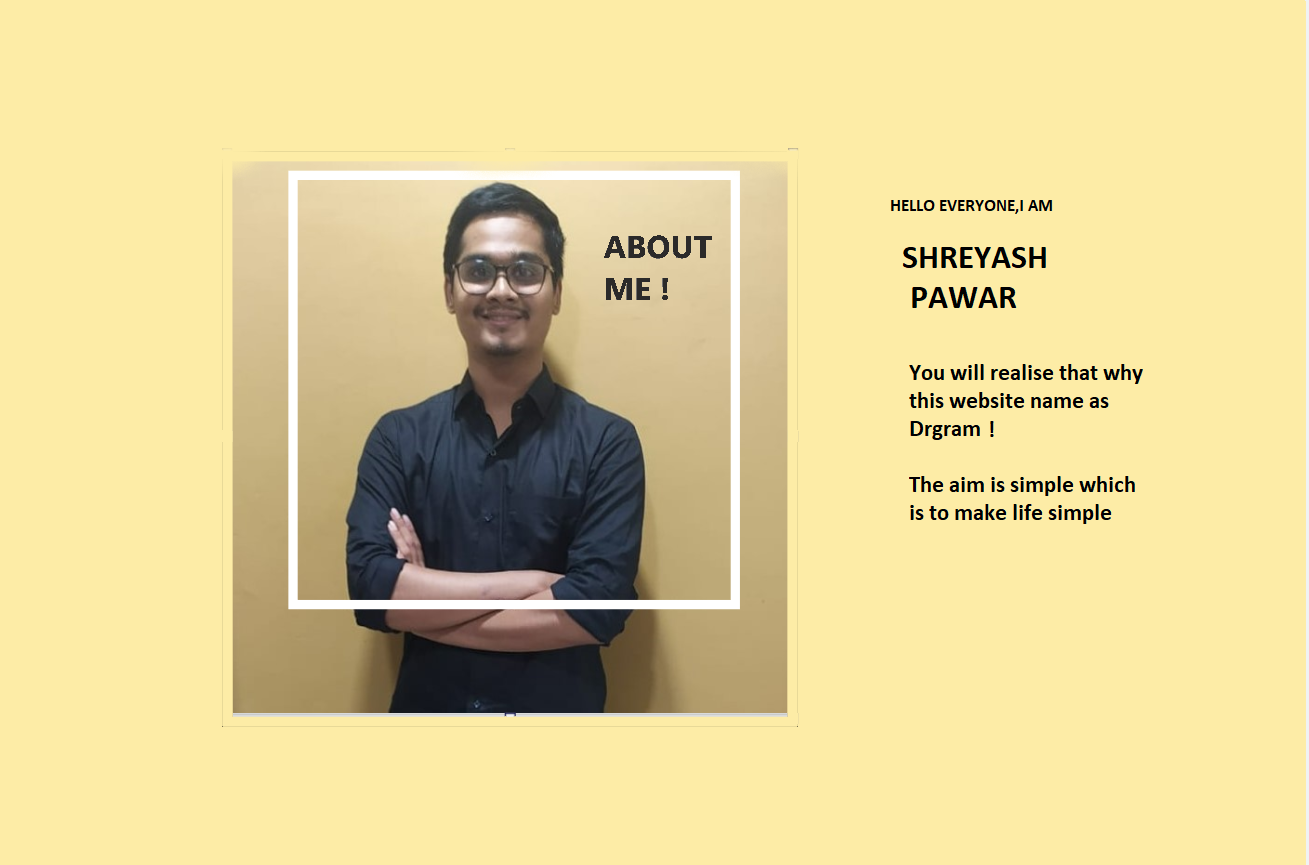 ABOUT
ME !
HELLO EVERYONE,I AM
SHREYASH
PAWAR
You will realise that why
this website name as
Drgram !
The aim is simple which
is to make life simple